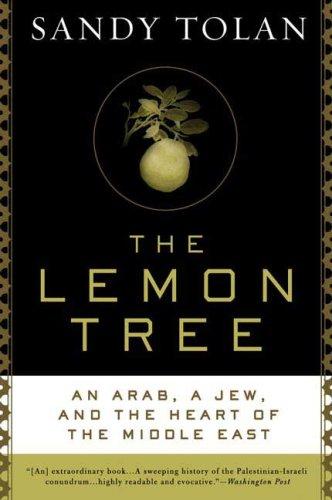 SANDY TOLAN
THE
LEMON
TREE
AN ARAB, A JEW,
AND THE HEART OF
THE MIDDLE EAST
"[An] extraordinary book...A sweeping history of the Palestinian-Israeli
conundrum...highly readable and evocative."—Washington Post